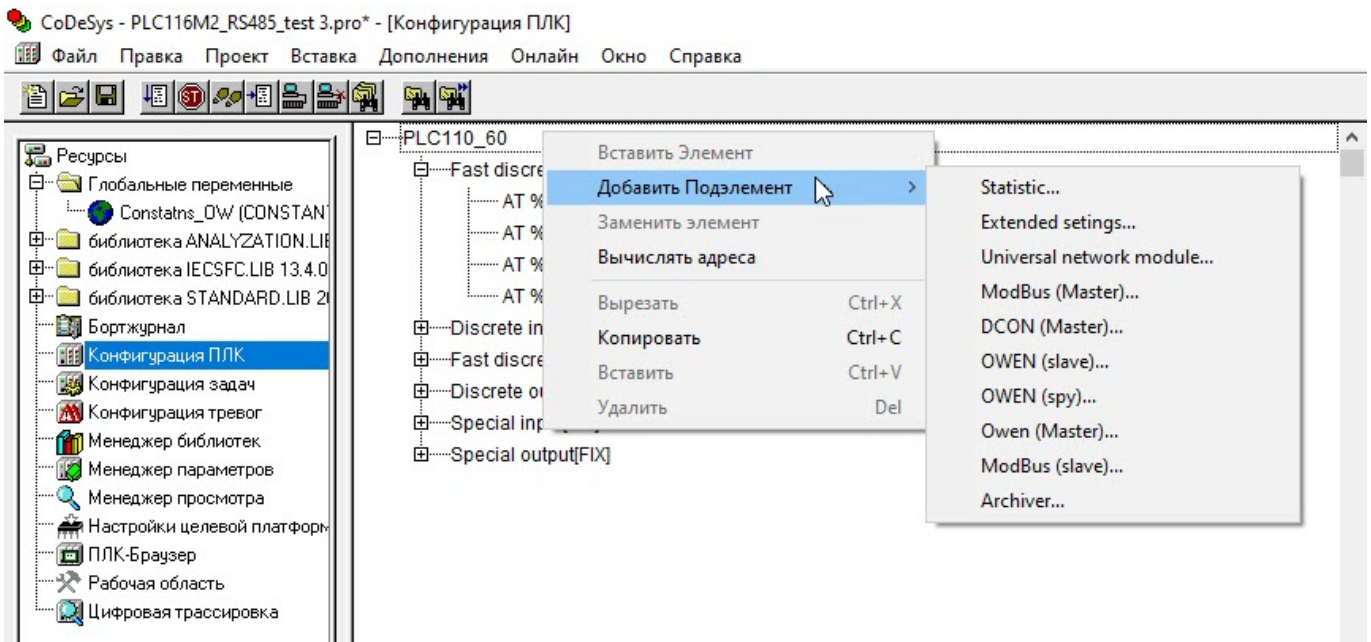 CoDeSys - PLC116M2_RS485_test 3.pro* - [Конфигурация ПЛК]
Файл Правка Проект Вставка Дополнения Онлайн Окно Справка
Ресурсы
Глобальные переменные
Constatns_OW (CONSTAN
библиотека ANALYZATION.LIE
библиотека IECSFC.LIB 13.4.0
библиотека STANDARD.LIB 2
Бортжурнал
Конфигурация ПЛК
Конфигурация задач
Конфигурация тревог
Менеджер библиотек
Менеджер параметров
Менеджер просмотра
Настройки целевой платформ
ПЛК-Браузер
Рабочая область
Цифровая трассировка
PLC110_60
Fast discre
AT %
AT %
AT %
AT %
Discrete in
Fast discre
Discrete ou
Special inp
Special output[FIX]
Вставить Элемент
Добавить Подэлемент
Заменить элемент
Вычислять адреса
Вырезать Ctrl+X
Копировать Ctrl+C
Вставить Ctrl+V
Удалить Del
Statistic...
Extended setings...
Universal network module...
ModBus (Master)...
DCON (Master)...
OWEN (slave)...
OWEN (spy)...
Owen (Master)...
ModBus (slave)...
Archiver...